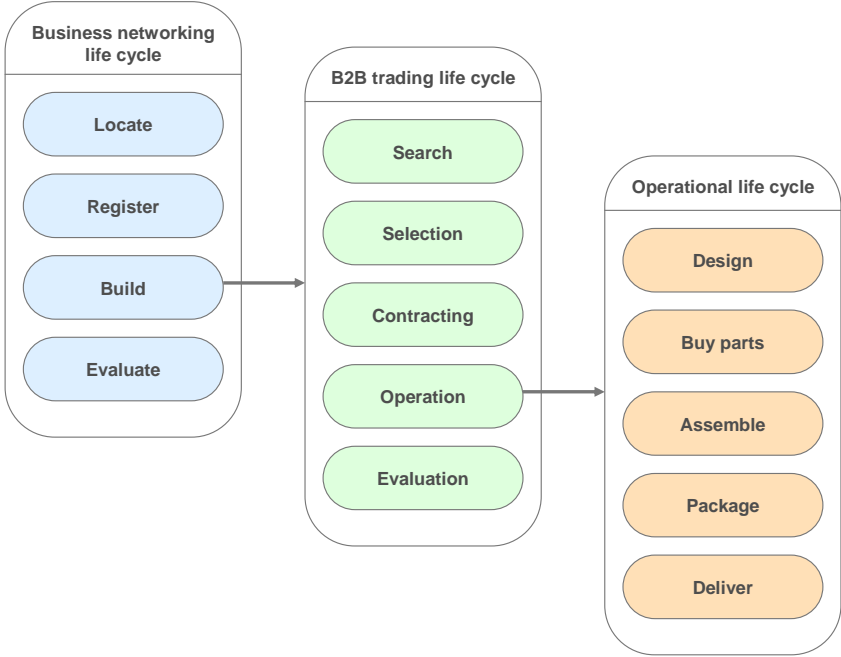 Business networking
life cycle
Locate
Register
Build
Evaluate
B2B trading life cycle
Search
Selection
Contracting
Operation
Evaluation
Operational life cycle
Design
Buy parts
Assemble
Package
Deliver